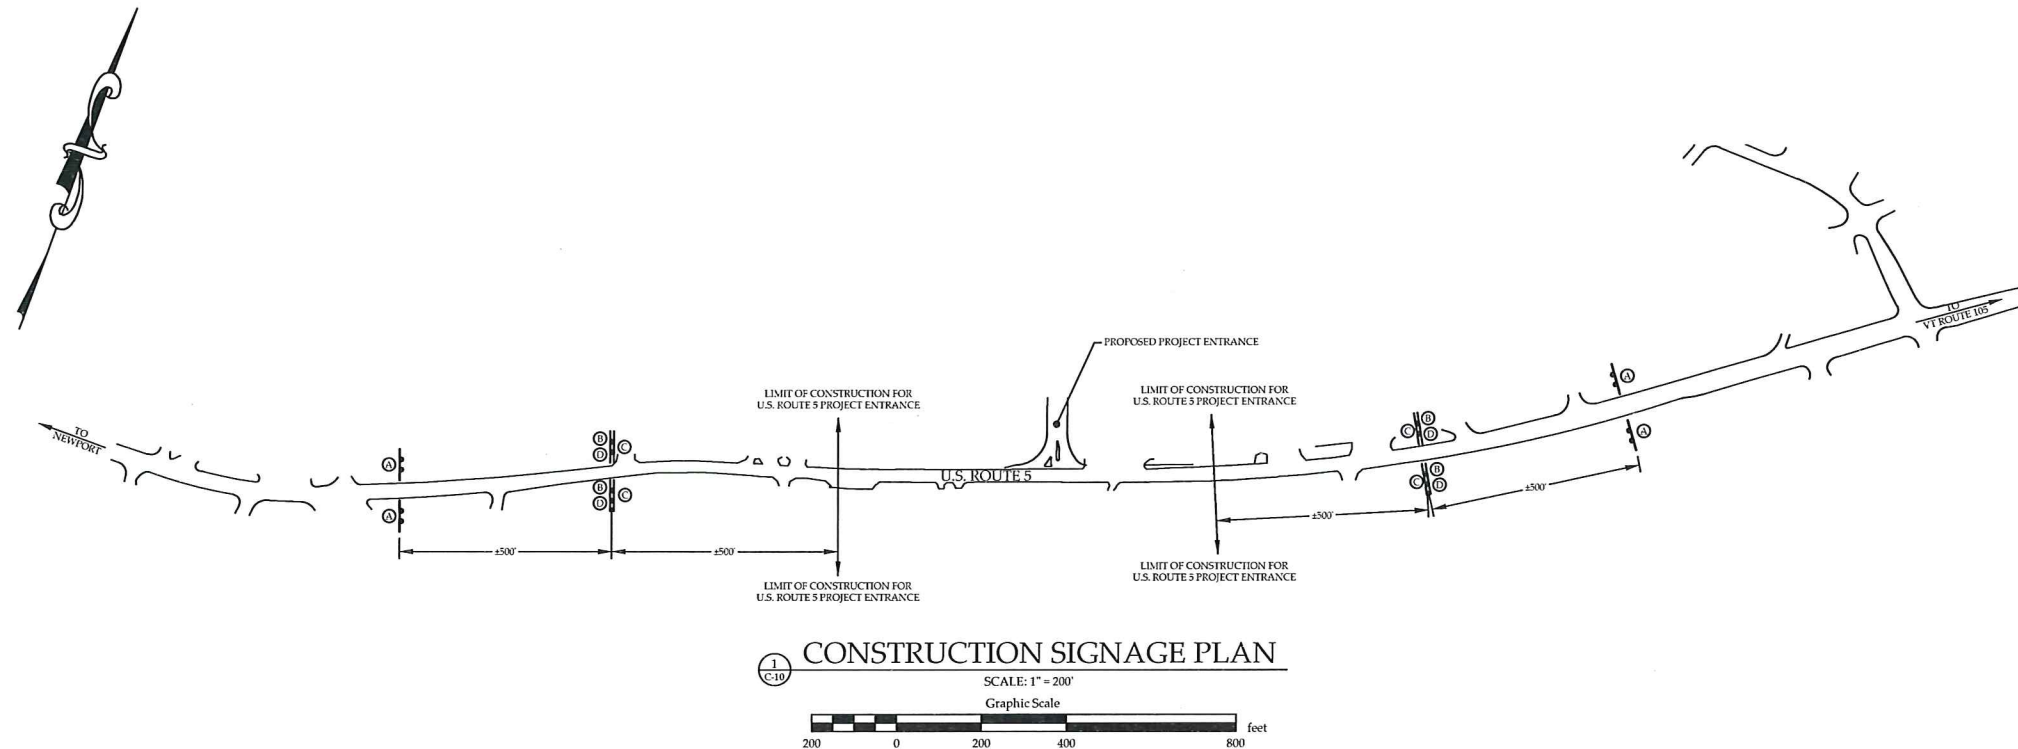 PROPOSED PROJECT ENTRANCE
TO
VT ROUTE 105
LIMIT OF CONSTRUCTION FOR
U.S. ROUTE 5 PROJECT ENTRANCE
LIMIT OF CONSTRUCTION FOR
U.S. ROUTE 5 PROJECT ENTRANCE
TO
NEWPORT
A
B
D
C
A
B
D
C
U.S. ROUTE 5
C
B
D
C
B
D
A
A
±500'
±500'
±500'
±500'
LIMIT OF CONSTRUCTION FOR
U.S. ROUTE 5 PROJECT ENTRANCE
LIMIT OF CONSTRUCTION FOR
U.S. ROUTE 5 PROJECT ENTRANCE
1
C-10
CONSTRUCTION SIGNAGE PLAN
SCALE: 1" = 200'
Graphic Scale
feet
200 0 200 400 800